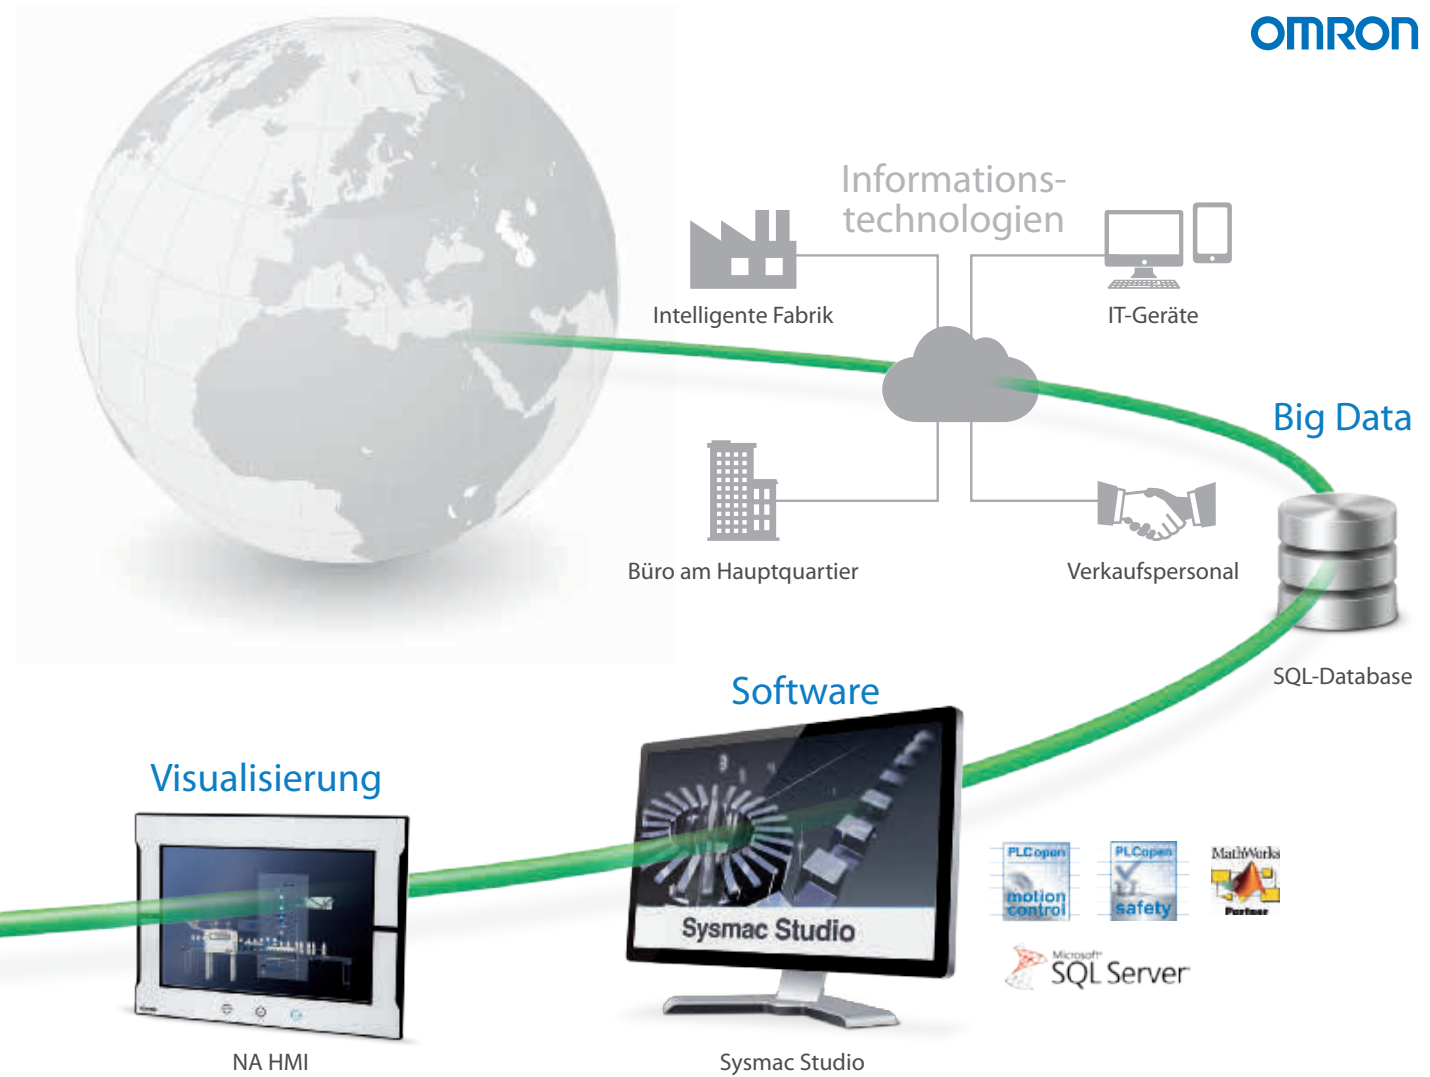 OMRON
Informations-
technologien
Intelligente Fabrik
IT-Geräte
Big Data
Büro am Hauptquartier
Verkaufspersonal
SQL-Database
Software
Visualisierung
Sysmac Studio
PLCopen
motion
control
PLCopen
safety
MathWorks
Partner
Microsoft®
SQL Server®
NA HMI
Sysmac Studio